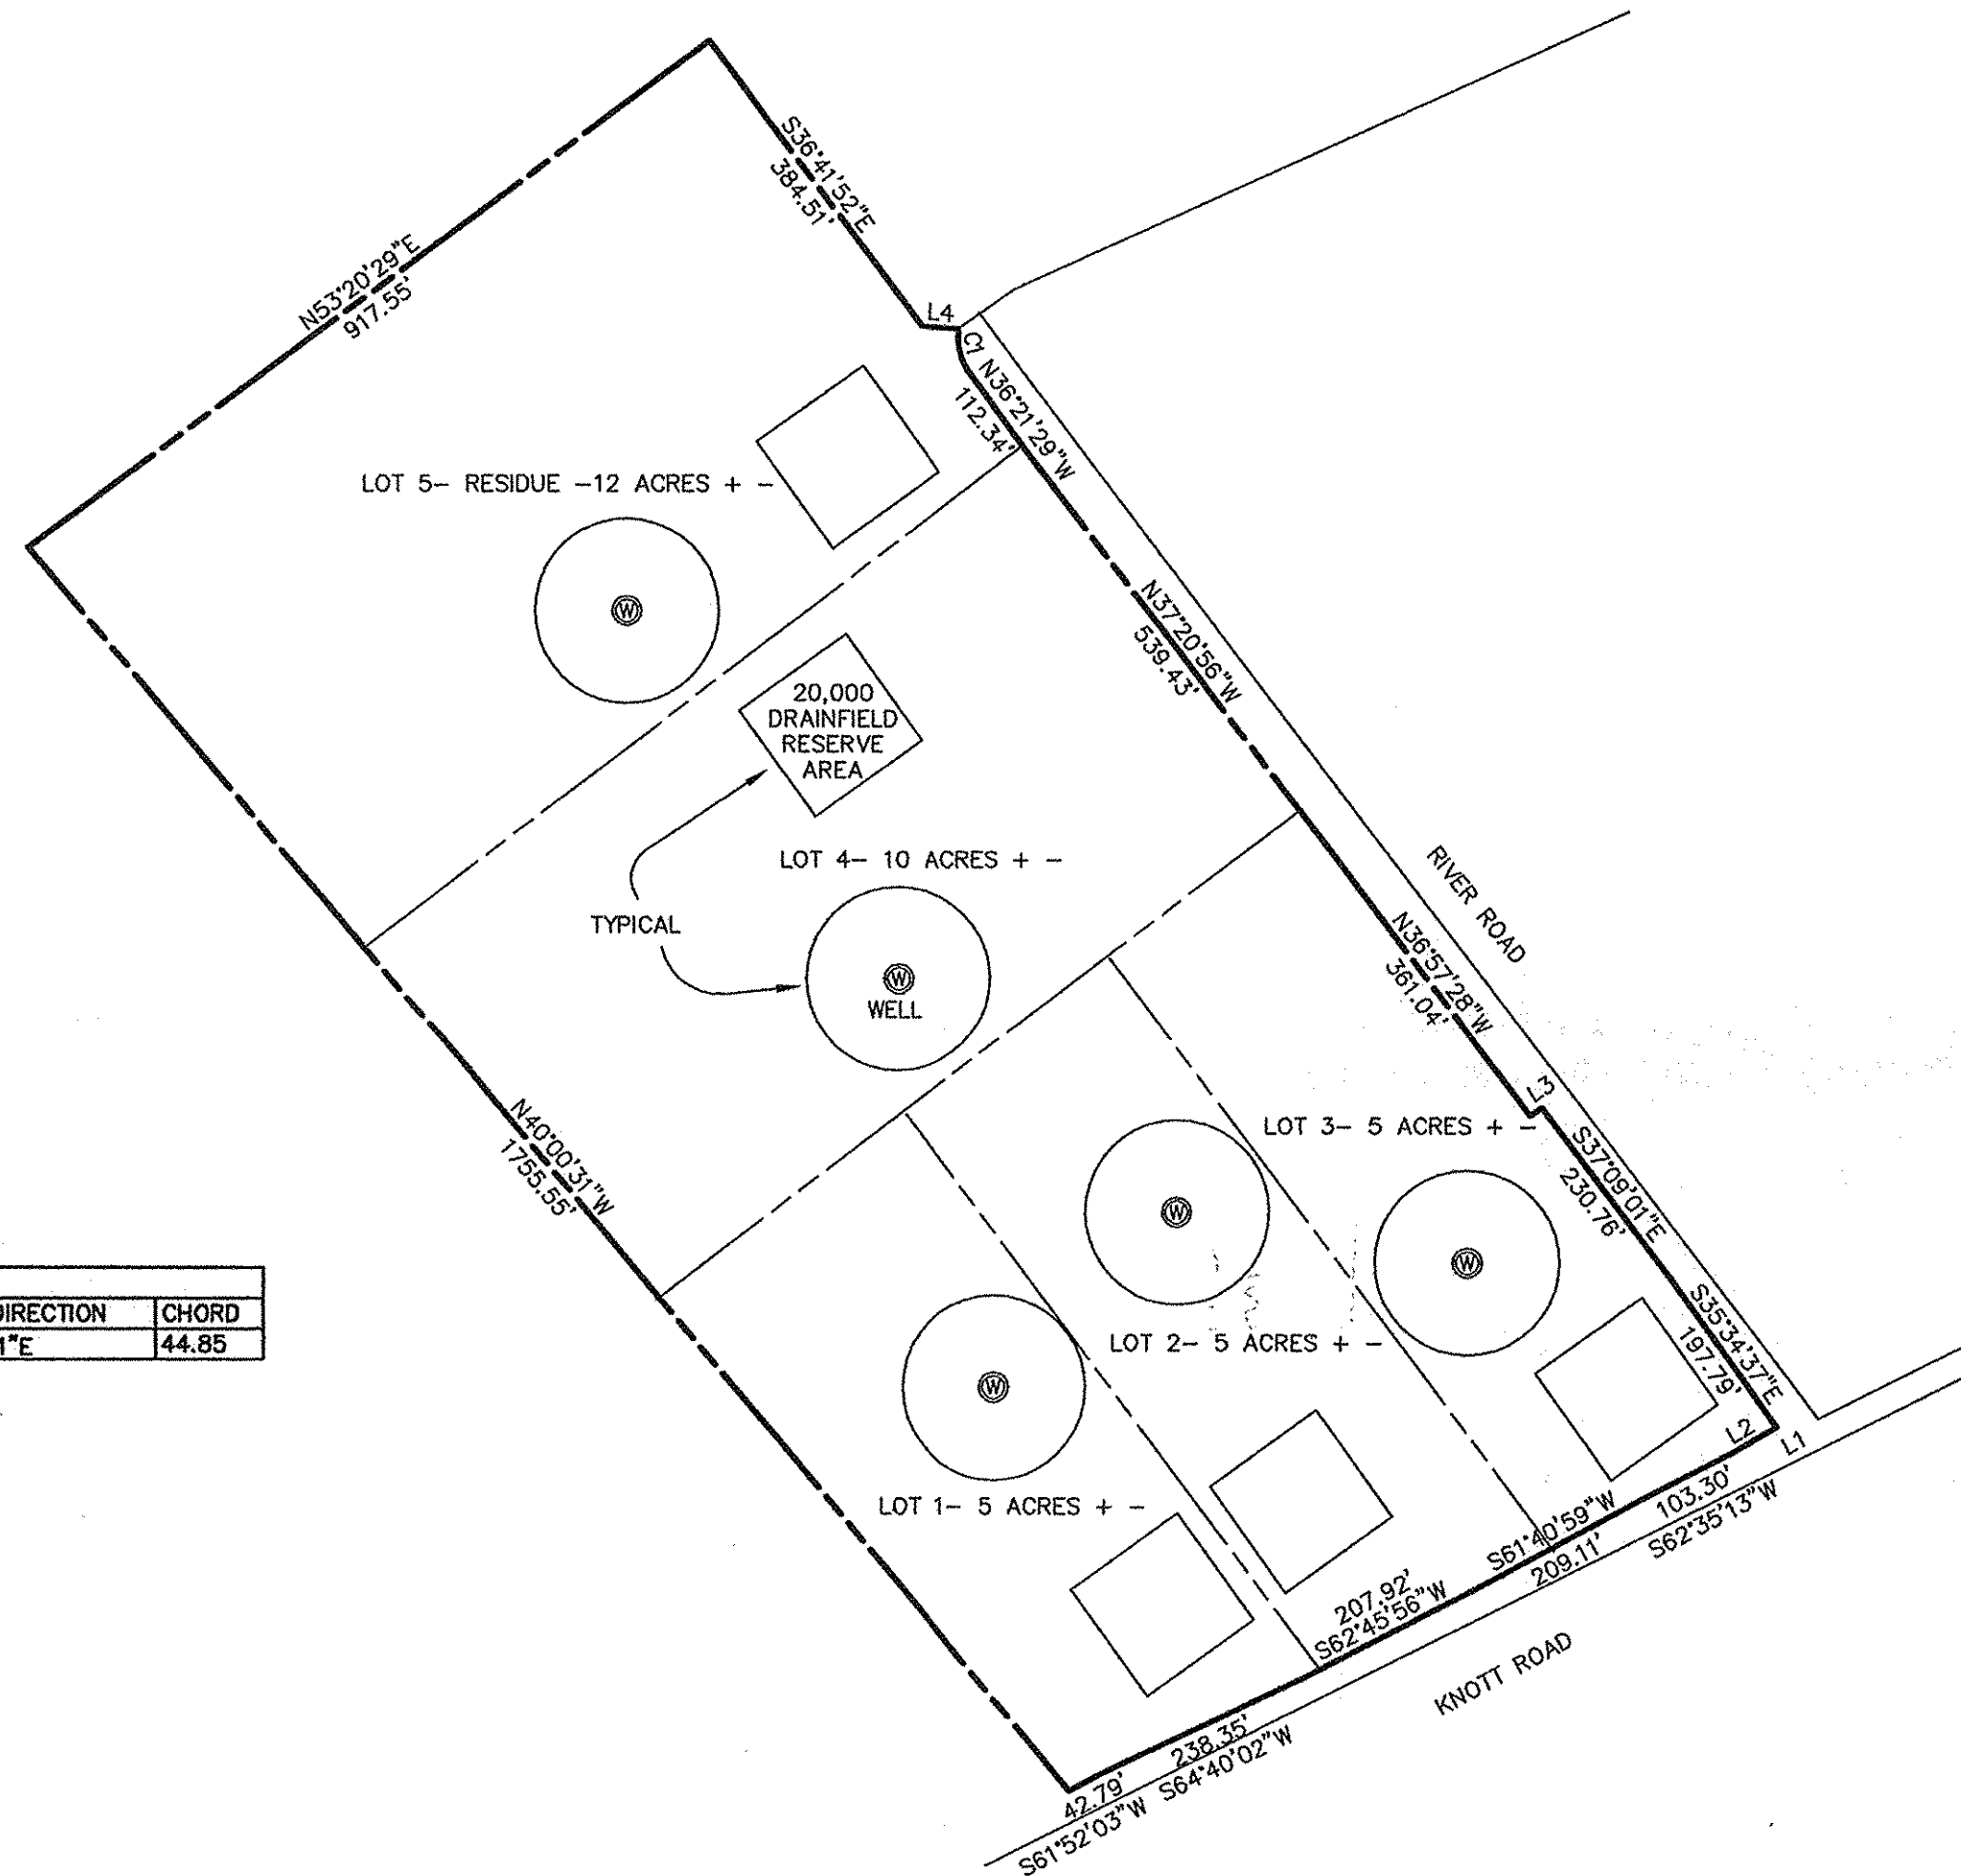 S36°41'52"E
384.51'
N53°20'29"E
917.55'
L4
C1
N36°21'29"W
112.34'
LOT 5- RESIDUE -12 ACRES + -
W
N37°20'56"W
539.43'
20,000
DRAINFIELD
RESERVE
AREA
LOT 4- 10 ACRES + -
RIVER ROAD
TYPICAL
W
WELL
N36°57'28"W
361.04'
L3
N40°00'31"W
1755.55'
LOT 3- 5 ACRES + -
S37°09'01"E
230.76'
W
W
DIRECTION CHORD
1"E 44.85
S35°34'37"E
197.79'
LOT 2- 5 ACRES + -
W
L2
L1
LOT 1- 5 ACRES + -
103.30'
S62°35'13"W
S61°40'59"W
209.11'
207.92'
S62°45'56"W
KNOTT ROAD
238.35'
S64°40'02"W
42.79'
S61°52'03"W